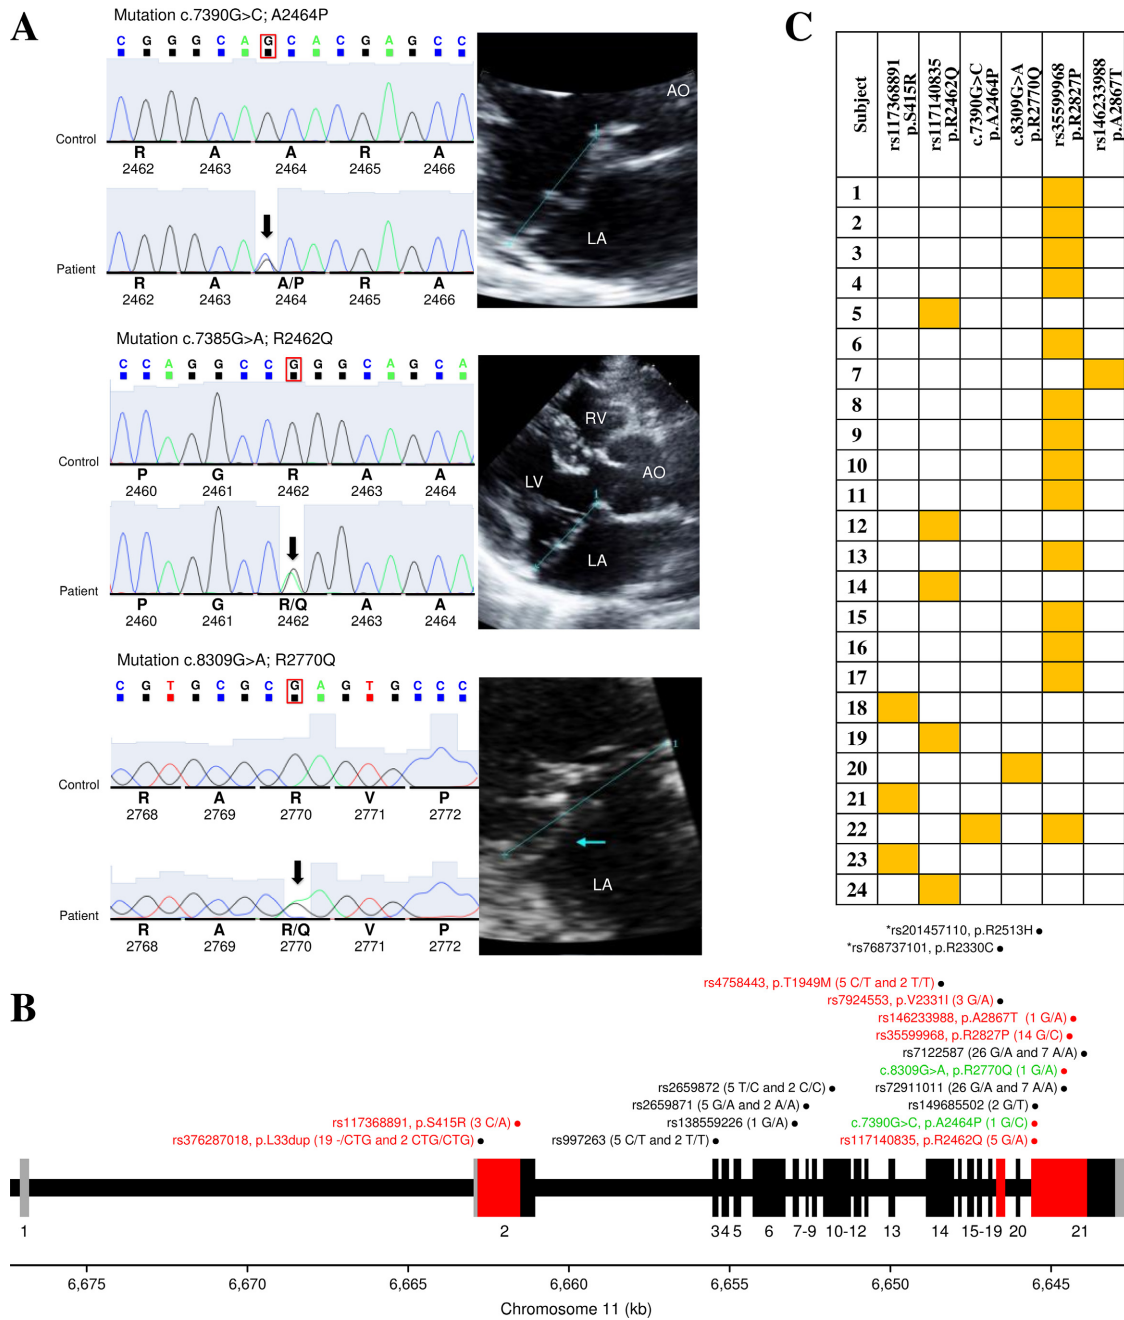 A
Mutation c.7390G>C; A2464P
C G G G C A G C A C G A G C C
Control
R A A R A
2462 2463 2464 2465 2466
Patient
R A A/P R A
2462 2463 2464 2465 2466
1
AO
LA
Mutation c.7385G>A; R2462Q
C C A G G C C G G G C A G C A
Control
P G R A A
2460 2461 2462 2463 2464
Patient
P G R/Q A A
2460 2461 2462 2463 2464
RV
AO
LV
1
LA
Mutation c.8309G>A; R2770Q
C G T G C G C G A G T G C C C
Control
R A R V P
2768 2769 2770 2771 2772
Patient
R A R/Q V P
2768 2769 2770 2771 2772
1
LA
C
Subject
rs117368891 p.S415R
rs117140835 p.R2462Q
c.7390G>C p.A2464P
c.8309G>A p.R2770Q
rs35599968 p.R2827P
rs146233988 p.A2867T
1
2
3
4
5
6
7
8
9
10
11
12
13
14
15
16
17
18
19
20
21
22
23
24
B
*rs201457110, p.R2513H
*rs768737101, p.R2330C
rs4758443, p.T1949M (5 C/T and 2 T/T)
rs7924553, p.V2331I (3 G/A)
rs146233988, p.A2867T (1 G/A)
rs35599968, p.R2827P (14 G/C)
rs7122587 (26 G/A and 7 A/A)
c.8309G>A, p.R2770Q (1 G/A)
rs2659872 (5 T/C and 2 C/C) rs72911011 (26 G/A and 7 A/A)
rs2659871 (5 G/A and 2 A/A) rs149685502 (2 G/T)
rs117368891, p.S415R (3 C/A) rs138559226 (1 G/A) c.7390G>C, p.A2464P (1 G/C)
rs376287018, p.L33dup (19 -/CTG and 2 CTG/CTG) rs997263 (5 C/T and 2 T/T) rs117140835, p.R2462Q (5 G/A)
1 2 3 4 5 6 7-9 10-12 13 14 15-19 20 21
6,675 6,670 6,665 6,660 6,655 6,650 6,645
Chromosome 11 (kb)